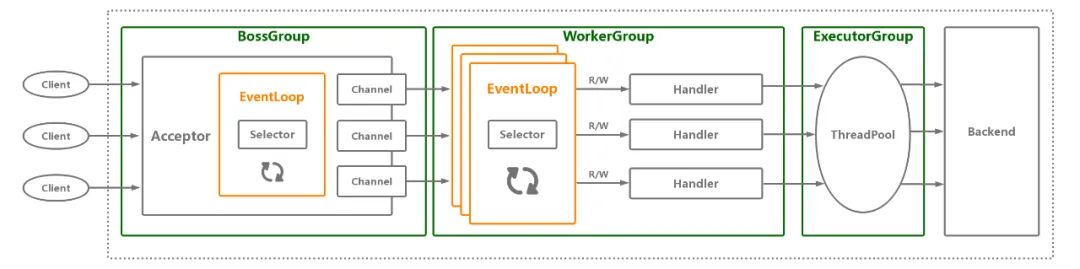 BossGroup
WorkerGroup
ExecutorGroup
Client
Client
Client
Acceptor
EventLoop
Selector
Channel
Channel
Channel
EventLoop
Selector
R/W
R/W
R/W
Handler
Handler
Handler
ThreadPool
Backend